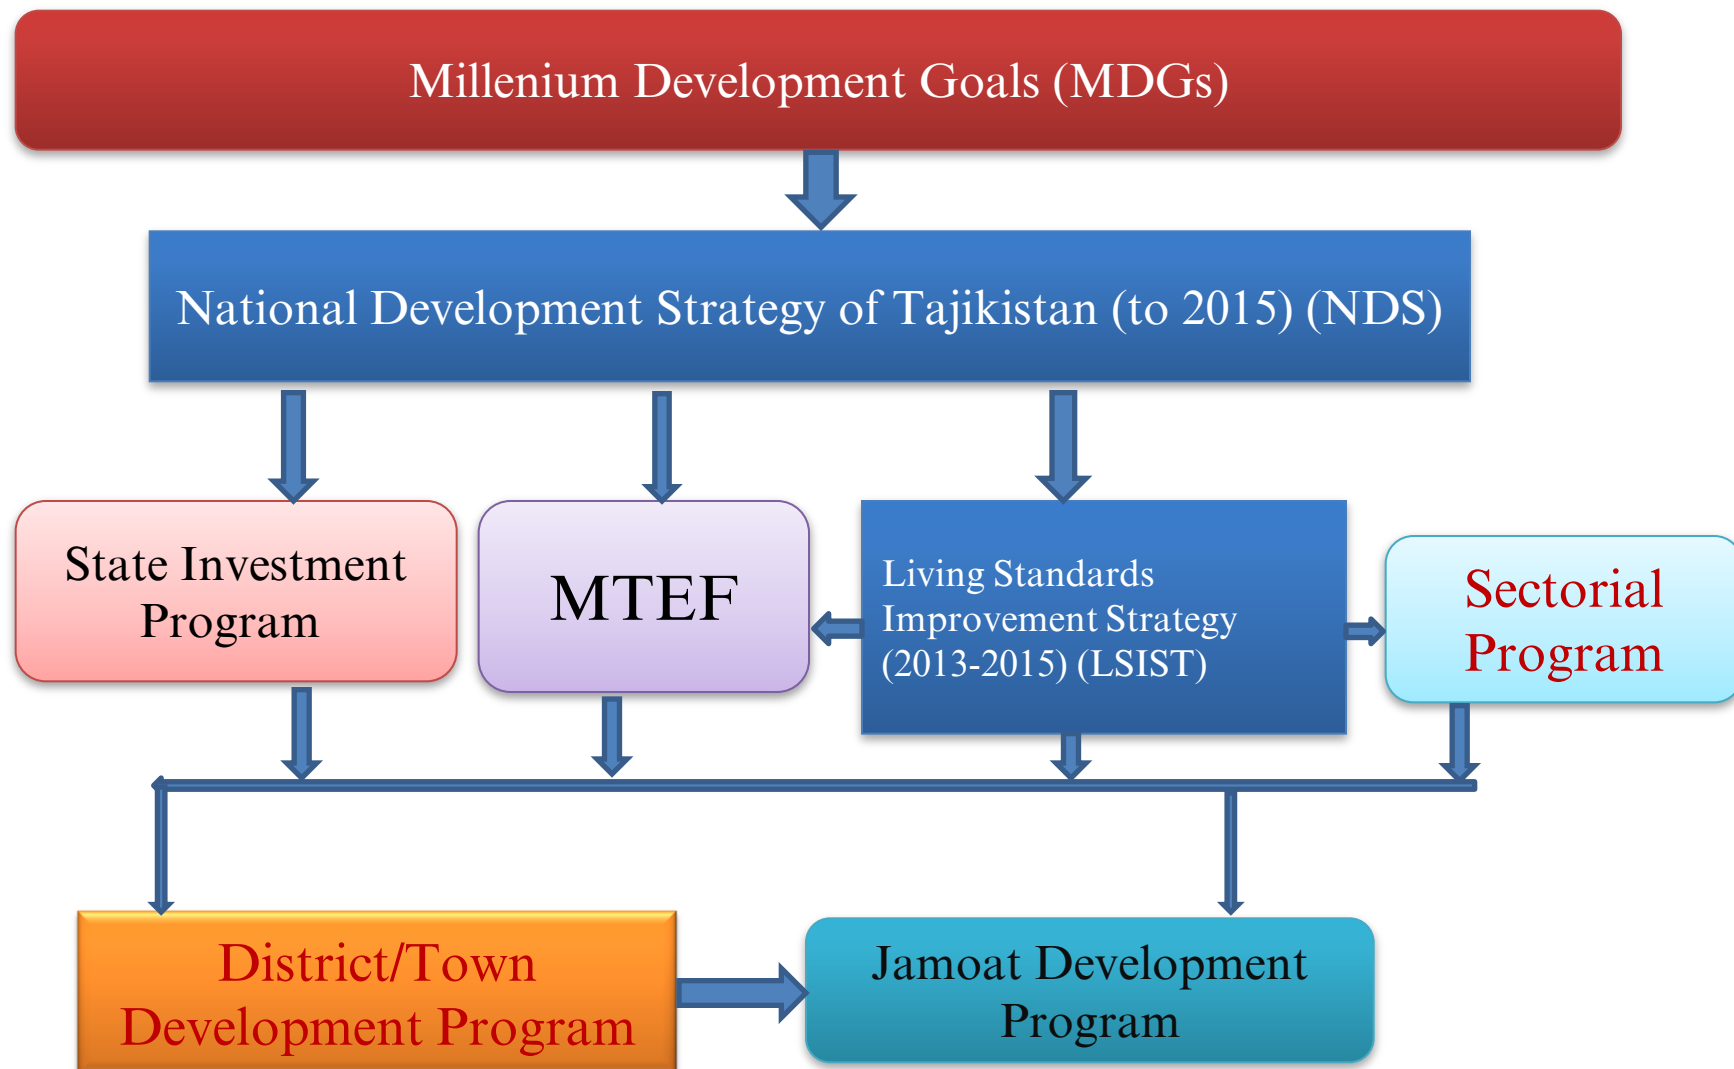 Millenium Development Goals (MDGs)
National Development Strategy of Tajikistan (to 2015) (NDS)
State Investment
Program
MTEF
Living Standards
Improvement Strategy
(2013-2015) (LSIST)
Sectorial
Program
District/Town
Development Program
Jamoat Development
Program